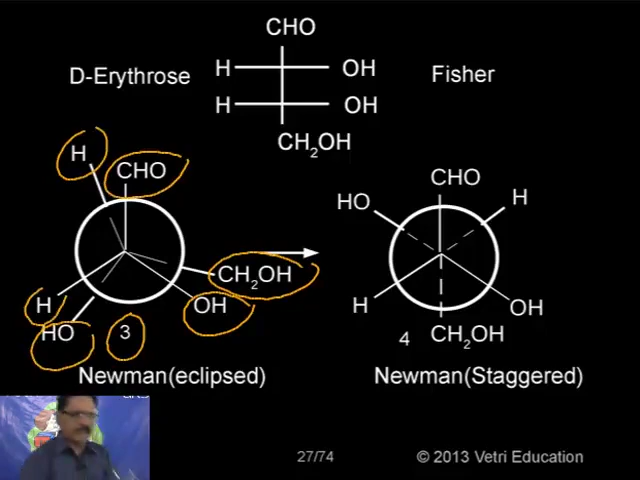 CHO
D-Erythrose
H
OH
Fisher
H
OH
CH₂OH
H
CHO
CH₂OH
H
OH
HO
3
Newman(eclipsed)
CHO
HO
H
H
OH
4
CH₂OH
Newman(Staggered)
27/74
© 2013 Vetri Education